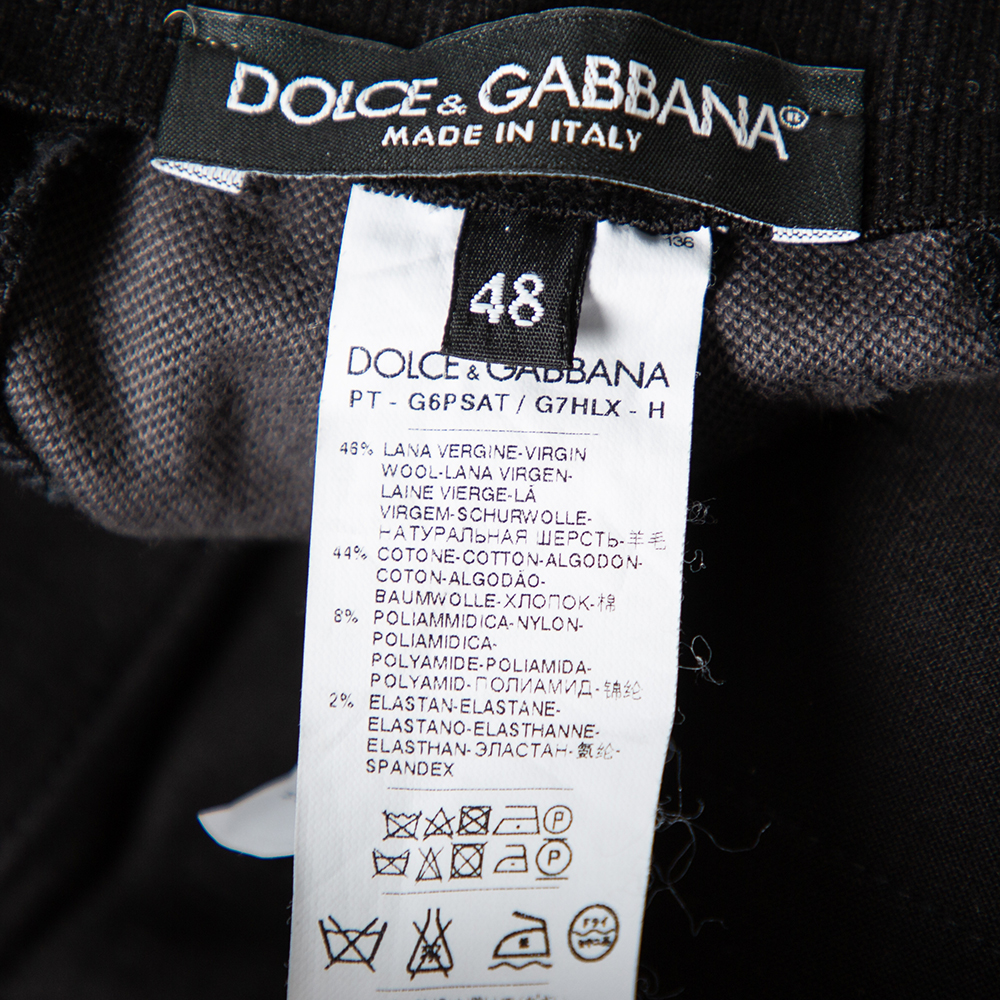 DOLCE & GABBANA®
MADE IN ITALY
136
48
DOLCE & GABBANA
PT - G6PSAT / G7HLX - H
46% LANA VERGINE-VIRGIN
WOOL-LANA VIRGEN-
LAINE VIERGE-LÃ
VIRGEM-SCHURWOLLE-
НАТУРАЛЬНАЯ ШЕРСТЬ-羊毛
44% COTONE-COTTON-ALGODON-
COTON-ALGODÃO-
BAUMWOLLE-ХЛОПОК-棉
8% POLIAMMIDICA-NYLON-
POLIAMIDICA-
POLYAMIDE-POLIAMIDA-
POLYAMID-ПОЛИАМИД-锦纶
2% ELASTAN-ELASTANE-
ELASTANO-ELASTHANNE-
ELASTHAN-ЭЛАСТАН-氨纶-
SPANDEX
P
P
ドライ